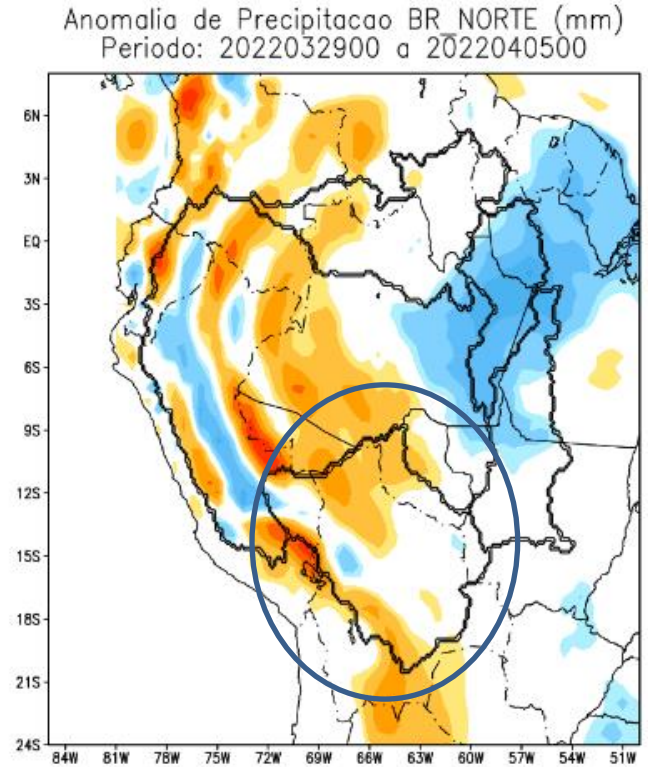 Anomalia de Precipitacao BR_NORTE (mm)
Periodo: 2022032900 a 2022040500
6N
3N
EQ
3S
6S
9S
12S
15S
18S
21S
24S
84W 81W 78W 75W 72W 69W 66W 63W 60W 57W 54W 51W